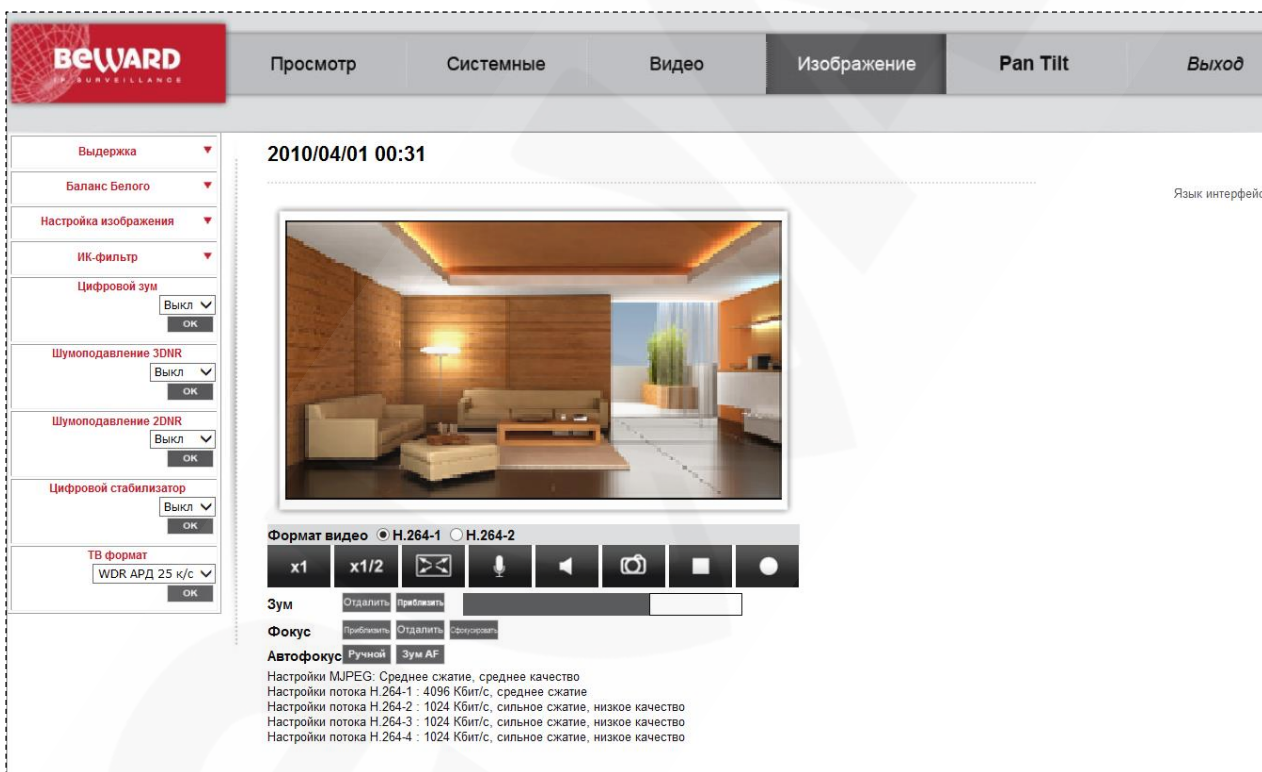 BEWARD
IP SURVEILLANCE
Просмотр
Системные
Видео
Изображение
Pan Tilt
Выход
Выдержка
Баланс Белого
Настройка изображения
ИК-фильтр
Цифровой зум
Выкл
OK
Шумоподавление 3DNR
Выкл
OK
Шумоподавление 2DNR
Выкл
OK
Цифровой стабилизатор
Выкл
OK
ТВ формат
WDR АРД 25 к/с
OK
2010/04/01 00:31
Язык интерфейс
Формат видео H.264-1 H.264-2
x1 x1/2
Зум Отдалить Приблизить
Фокус Приблизить Отдалить Сфокусировать
Автофокус Ручной Зум AF
Настройки MJPEG: Среднее сжатие, среднее качество
Настройки потока H.264-1 : 4096 Кбит/с, среднее сжатие
Настройки потока H.264-2 : 1024 Кбит/с, сильное сжатие, низкое качество
Настройки потока H.264-3 : 1024 Кбит/с, сильное сжатие, низкое качество
Настройки потока H.264-4 : 1024 Кбит/с, сильное сжатие, низкое качество